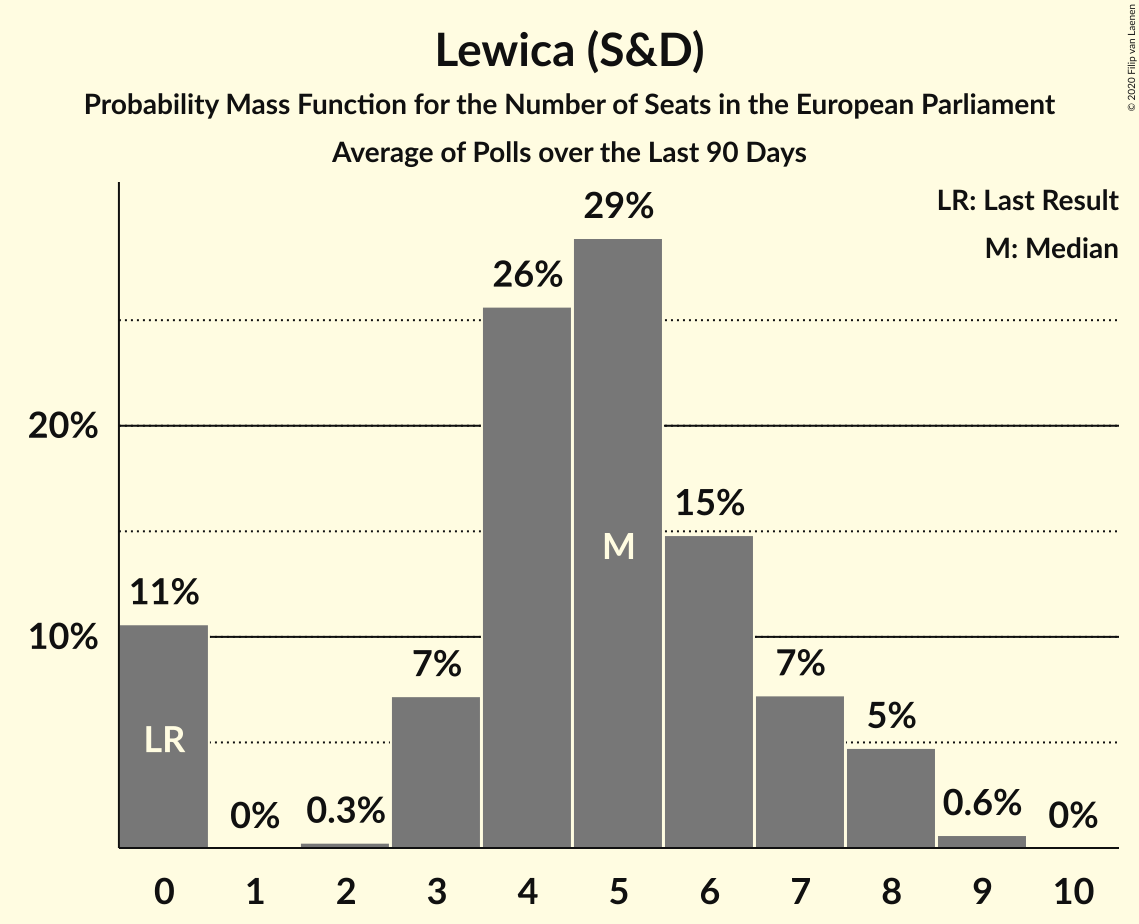 Lewica (S&D)
Probability Mass Function for the Number of Seats in the European Parliament
Average of Polls over the Last 90 Days
© 2020 Filip van Laenen
LR: Last Result
M: Median
29%
26%
20%
15%
M
11%
10%
7%
7%
LR
5%
0%
0.3%
0.6%
0%
0 1 2 3 4 5 6 7 8 9 10